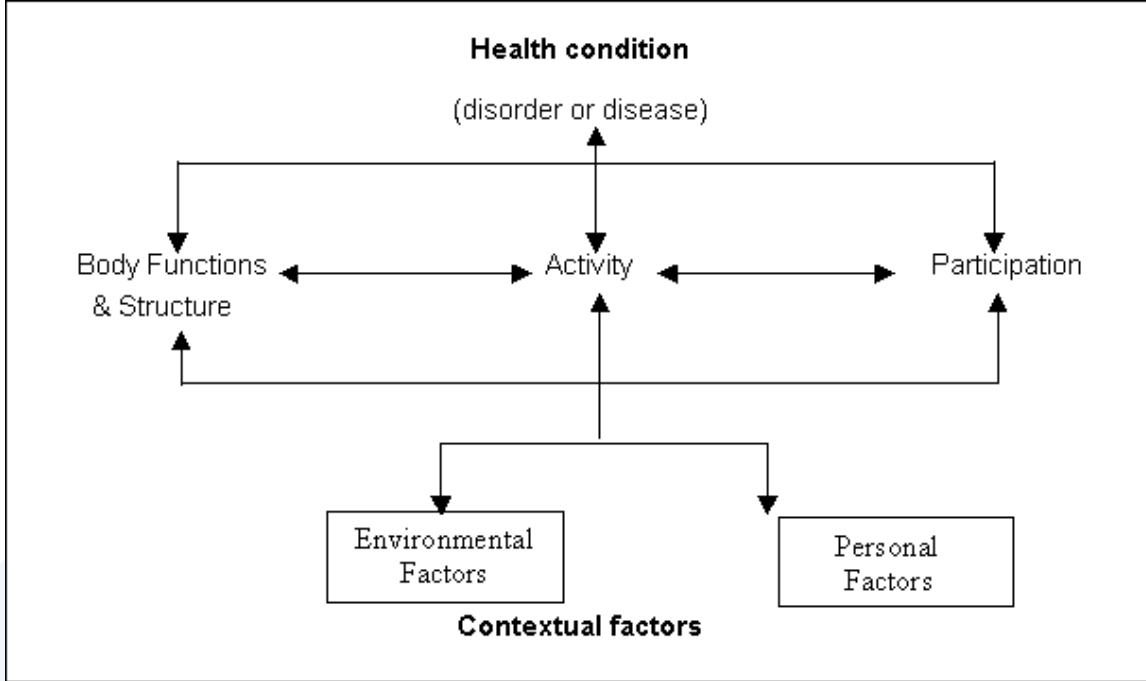 Health condition
(disorder or disease)
Body Functions
& Structure
Activity
Participation
Environmental
Factors
Personal
Factors
Contextual factors